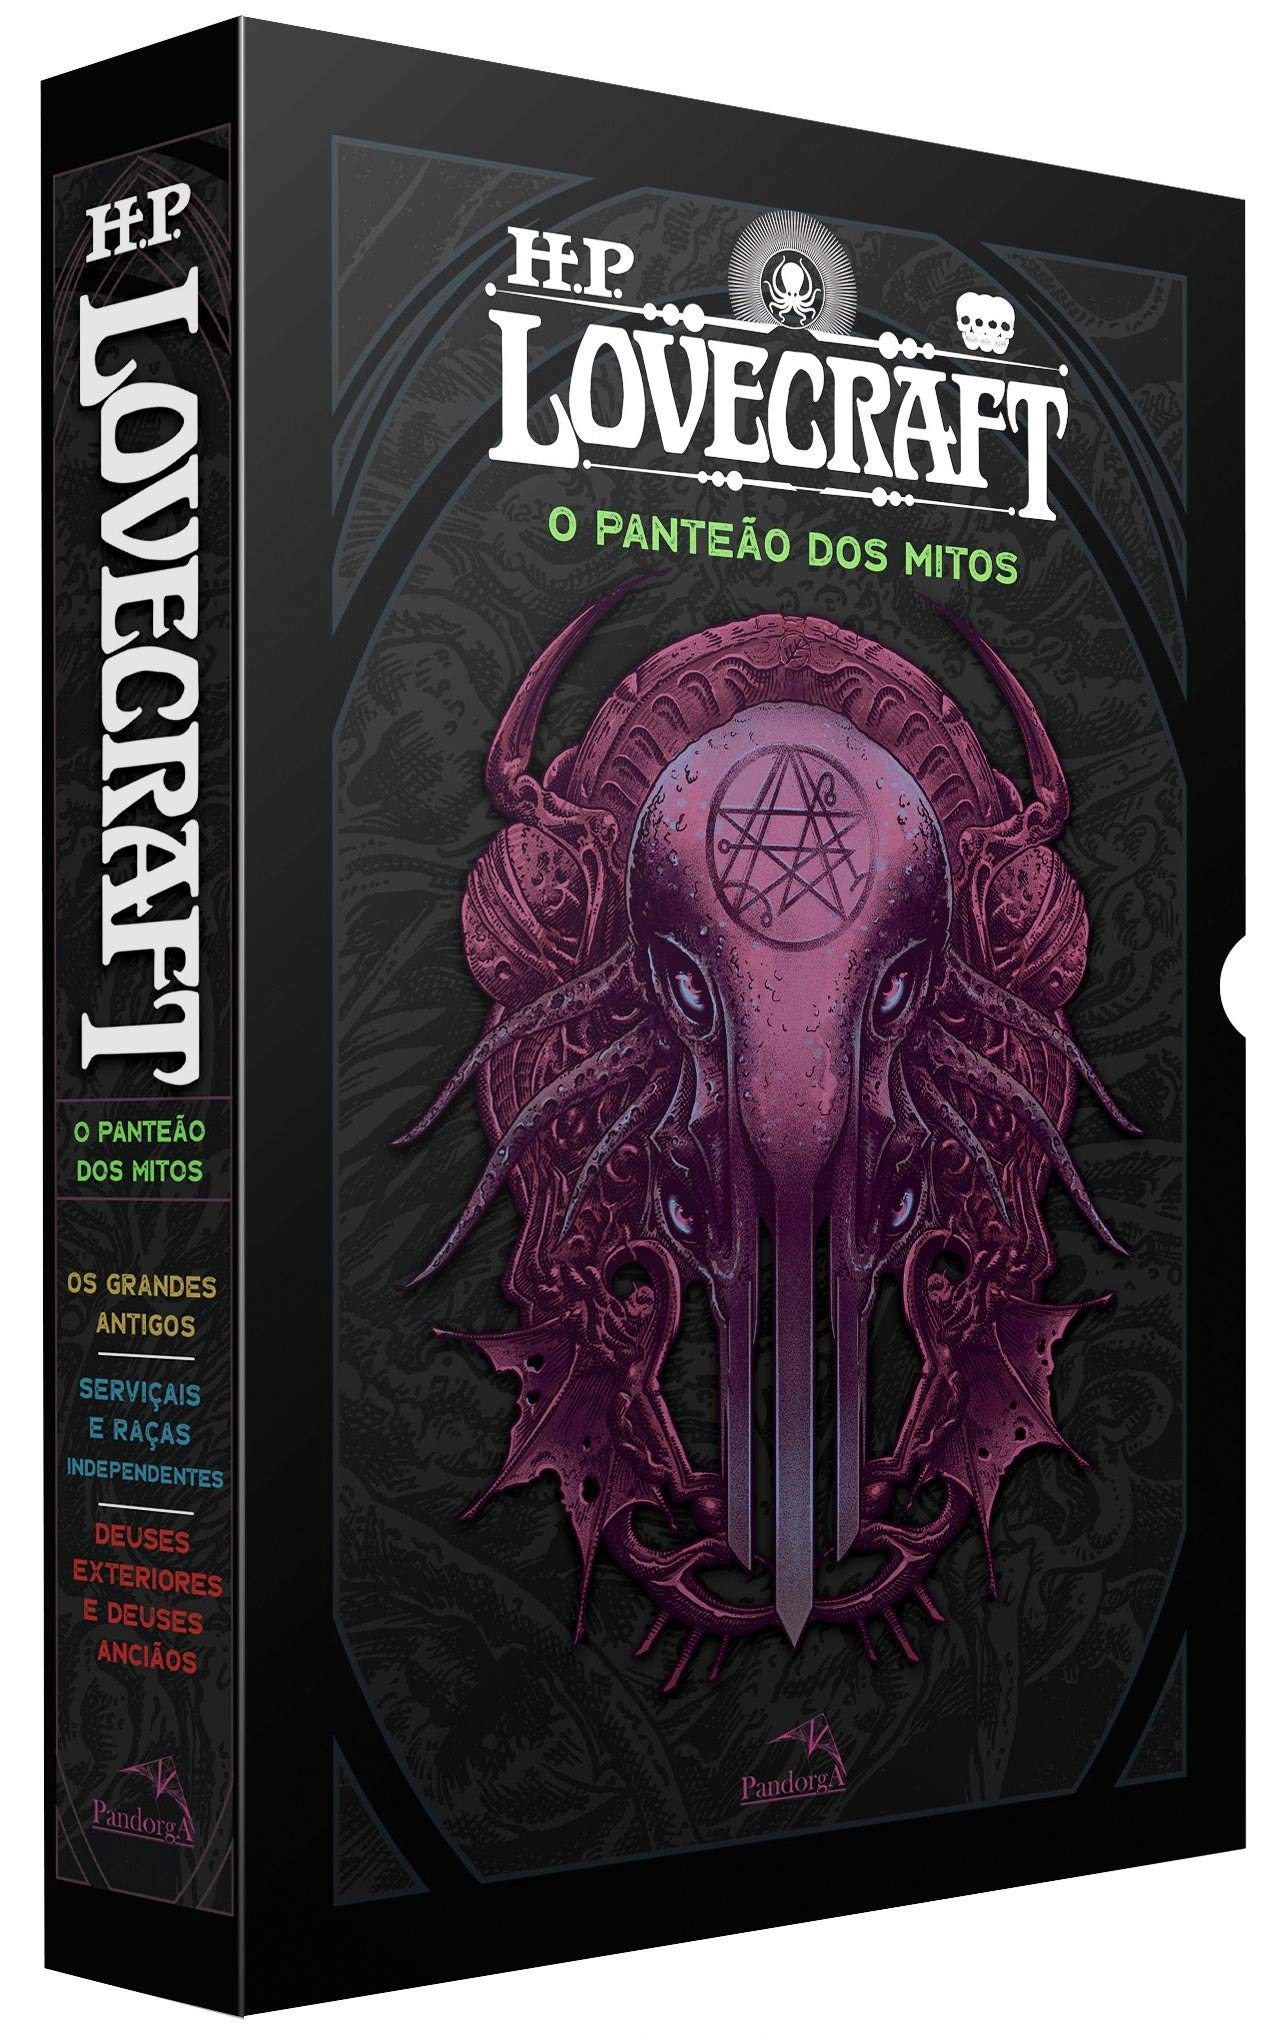 H.P.
LOVECRAFT
O PANTEÃO
DOS MITOS
OS GRANDES
ANTIGOS
SERVIÇAIS
E RAÇAS
INDEPENDENTES
DEUSES
EXTERIORES
E DEUSES
ANCIÃOS
PandorgA
H.P.
LOVECRAFT
O PANTEÃO DOS MITOS
PandorgA